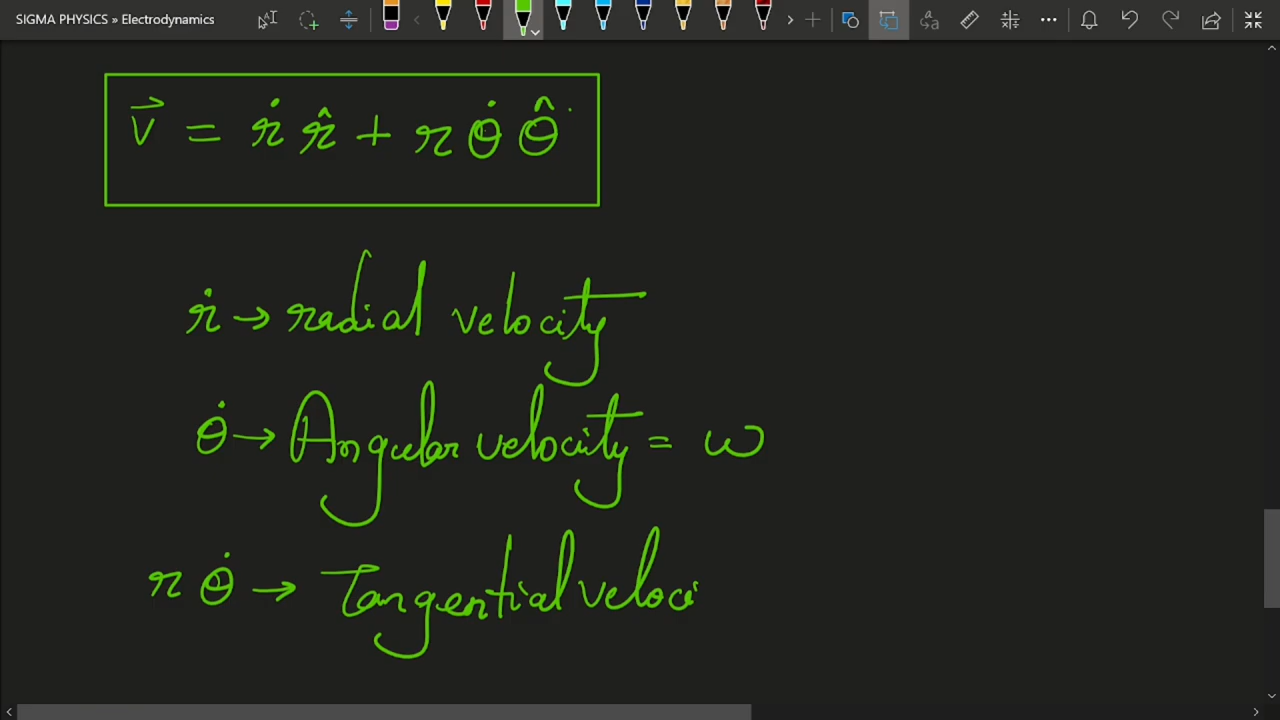 SIGMA PHYSICS » Electrodynamics
v⃗ = ṙ r̂ + r θ̇ θ̂
ṙ → radial velocity
θ̇ → Angular velocity = ω
r θ̇ → Tangential veloci